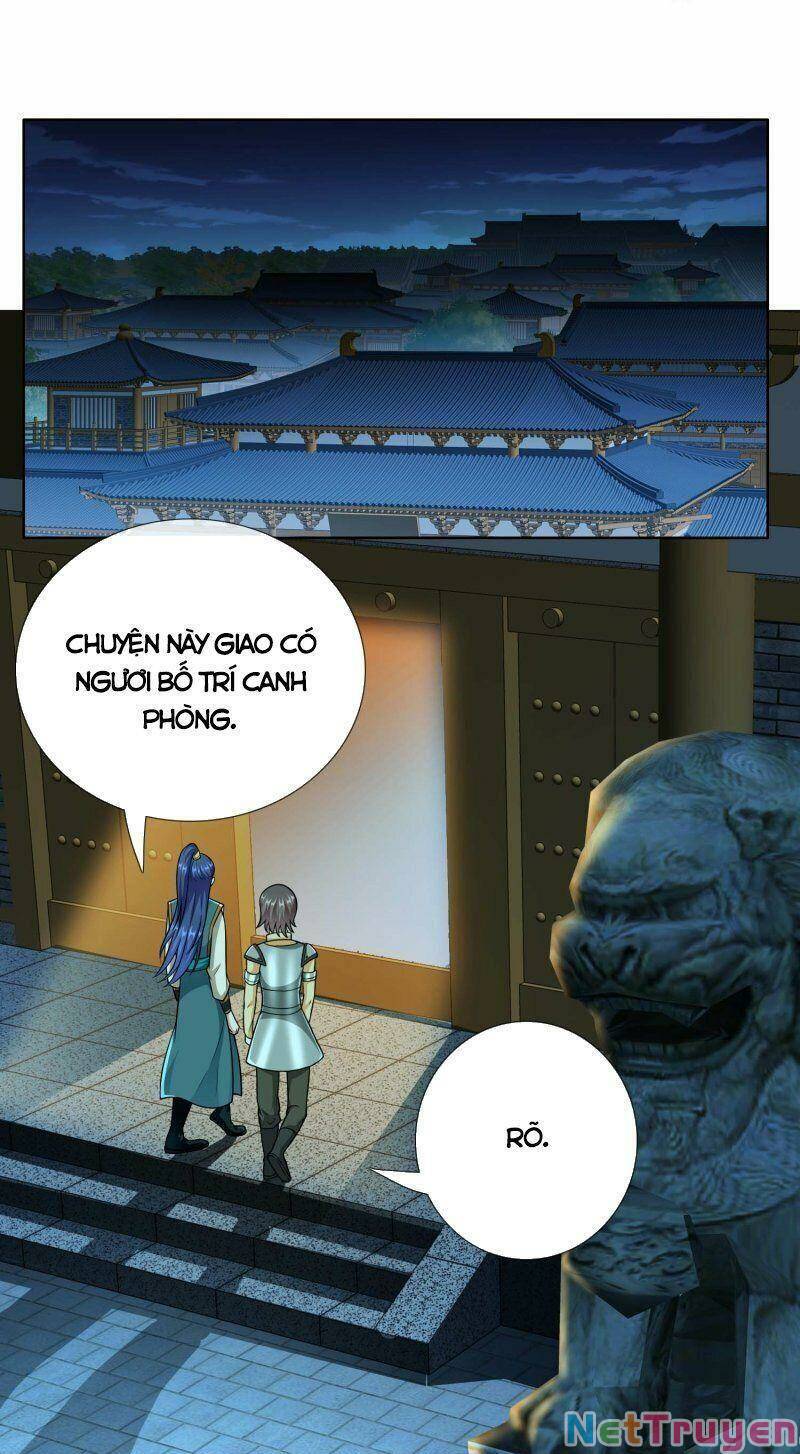 CHUYỆN NÀY GIAO CÓ
NGƯƠI BỐ TRÍ CANH
PHÒNG.
RÕ.
NETTRUYEN